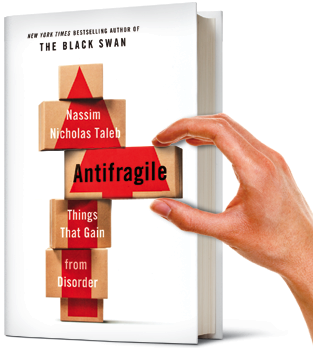 NEW YORK TIMES BESTSELLING AUTHOR OF
THE BLACK SWAN
Nassim
Nicholas Taleb
Antifragile
Things
That Gain
from
Disorder